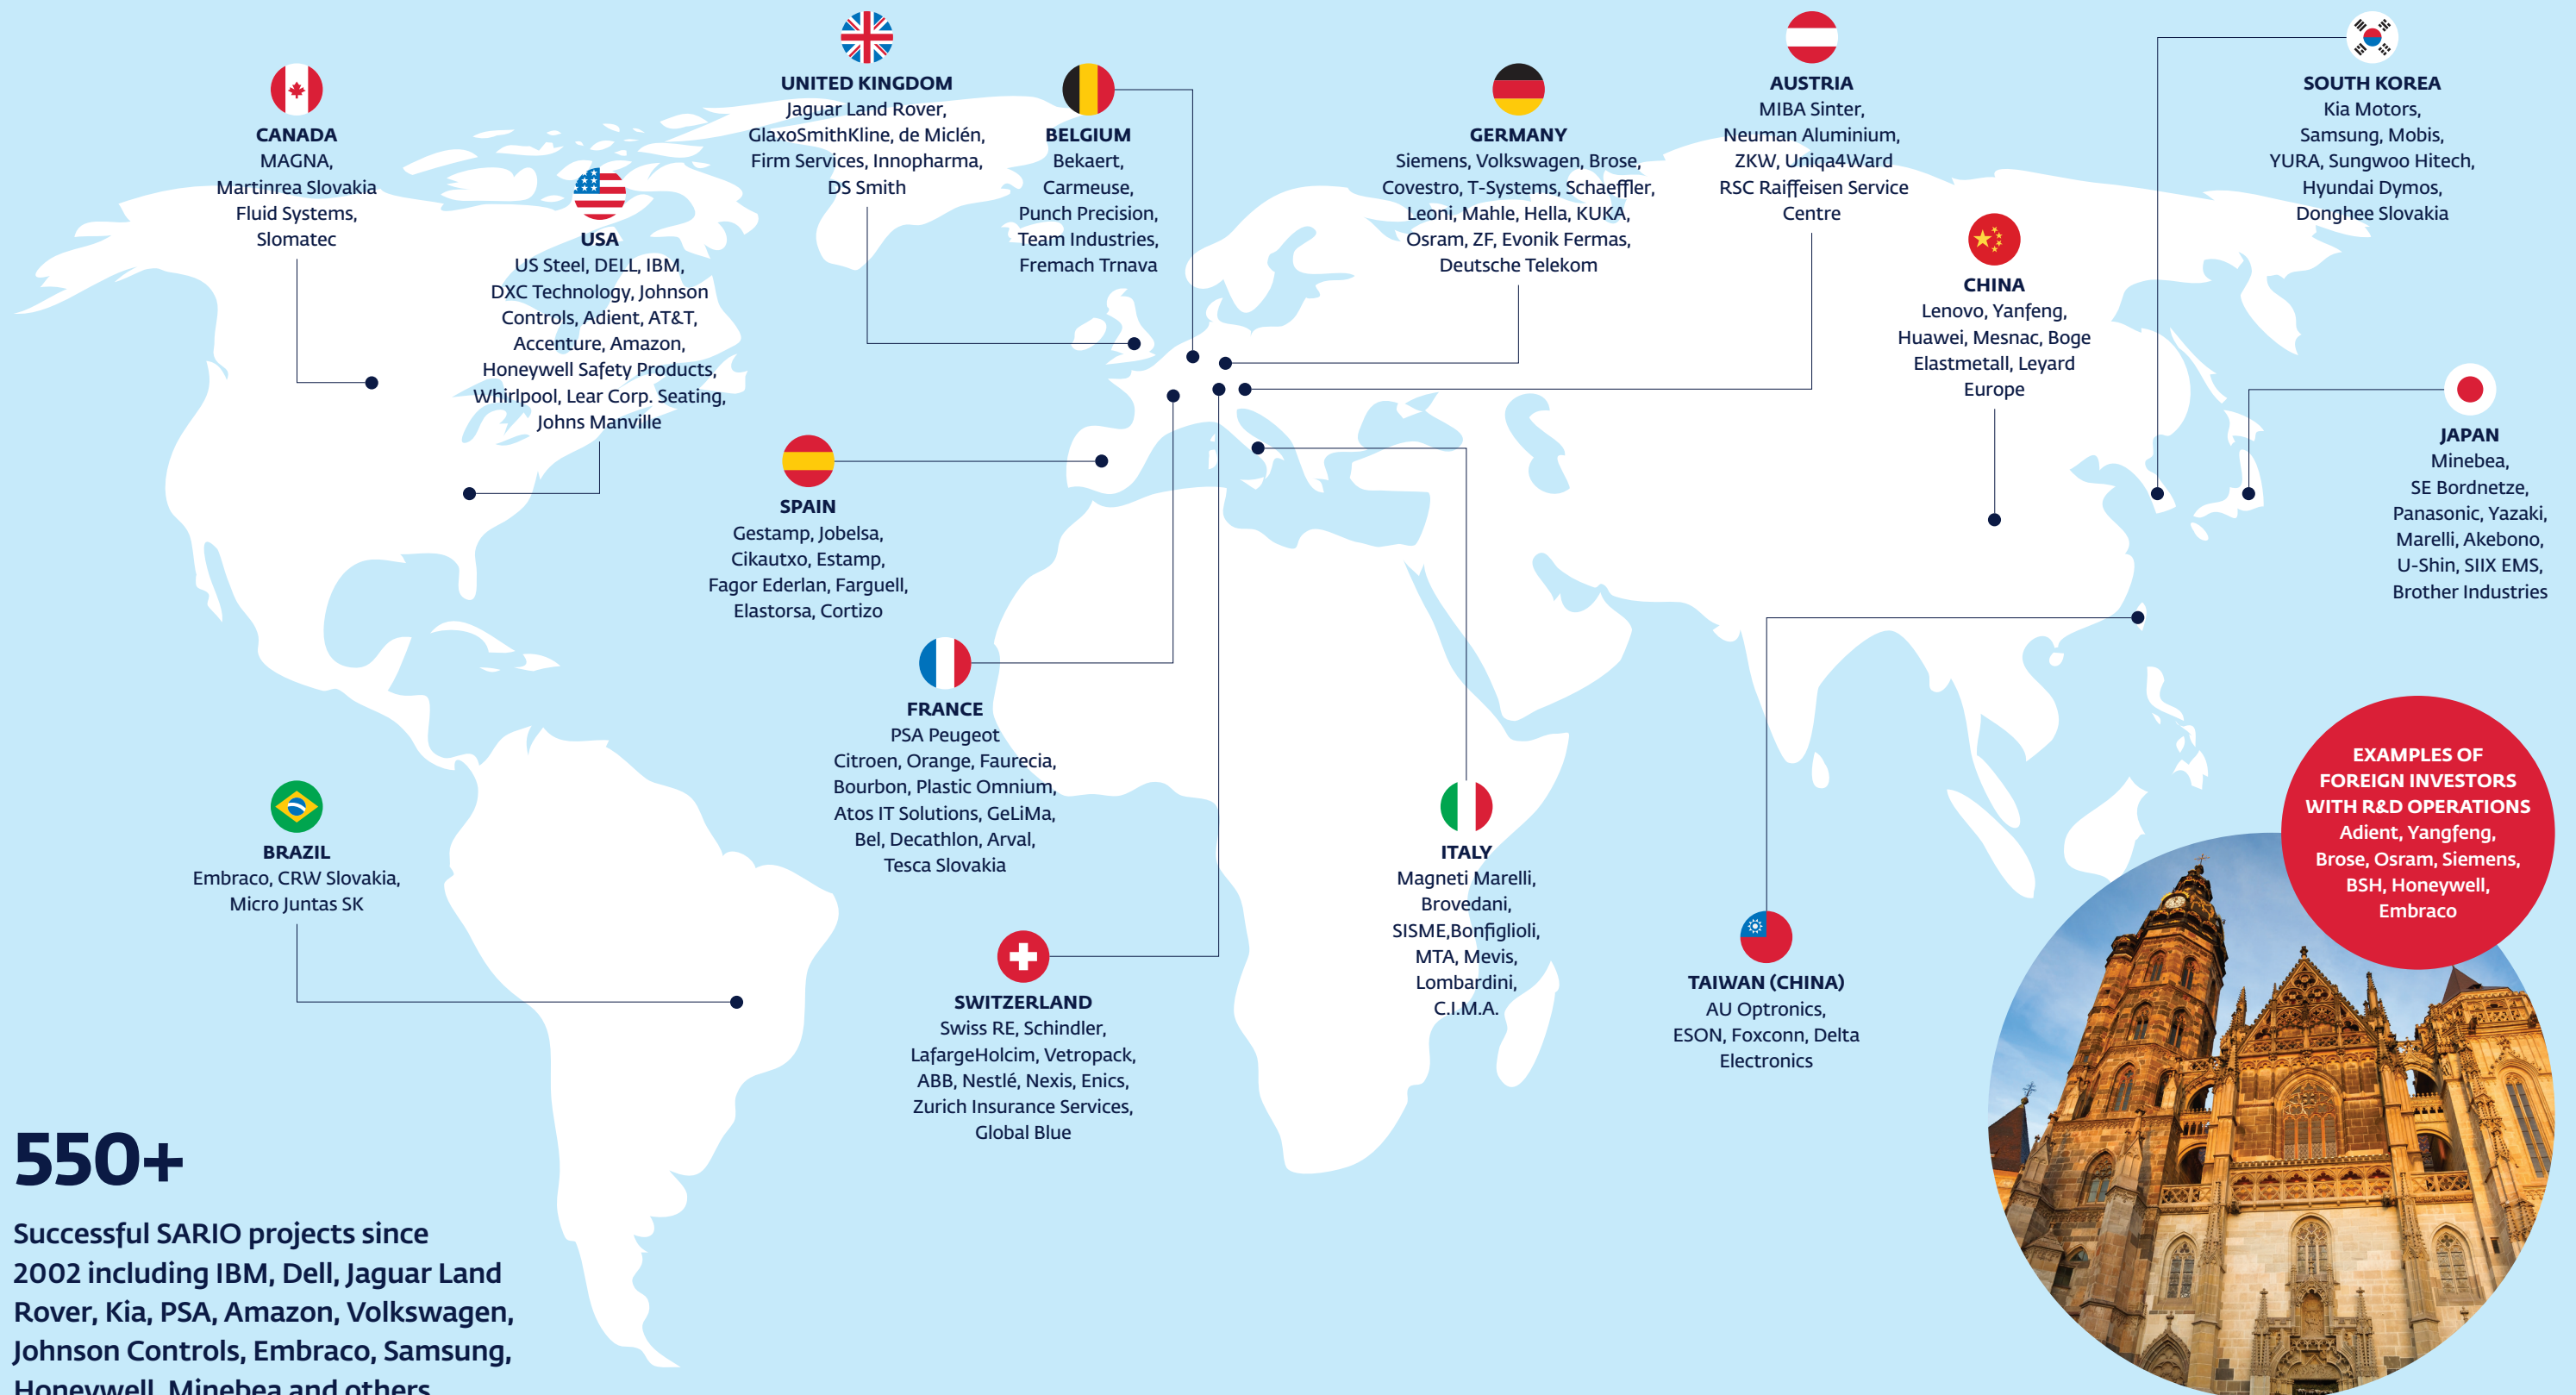 CANADA
MAGNA,
Martinrea Slovakia
Fluid Systems,
Slomatec
USA
US Steel, DELL, IBM,
DXC Technology, Johnson
Controls, Adient, AT&T,
Accenture, Amazon,
Honeywell Safety Products,
Whirlpool, Lear Corp. Seating,
Johns Manville
UNITED KINGDOM
Jaguar Land Rover,
GlaxoSmithKline, de Miclén,
Firm Services, Innopharma,
DS Smith
BELGIUM
Bekaert,
Carmeuse,
Punch Precision,
Team Industries,
Fremach Trnava
GERMANY
Siemens, Volkswagen, Brose,
Covestro, T-Systems, Schaeffler,
Leoni, Mahle, Hella, KUKA,
Osram, ZF, Evonik Fermas,
Deutsche Telekom
AUSTRIA
MIBA Sinter,
Neuman Aluminium,
ZKW, Uniqa4Ward
RSC Raiffeisen Service
Centre
CHINA
Lenovo, Yanfeng,
Huawei, Mesnac, Boge
Elastmetall, Leyard
Europe
SOUTH KOREA
Kia Motors,
Samsung, Mobis,
YURA, Sungwoo Hitech,
Hyundai Dymos,
Donghee Slovakia
JAPAN
Minebea,
SE Bordnetze,
Panasonic, Yazaki,
Marelli, Akebono,
U-Shin, SIIX EMS,
Brother Industries
SPAIN
Gestamp, Jobelsa,
Cikautxo, Estamp,
Fagor Ederlan, Farguell,
Elastorsa, Cortizo
FRANCE
PSA Peugeot
Citroen, Orange, Faurecia,
Bourbon, Plastic Omnium,
Atos IT Solutions, GeLiMa,
Bel, Decathlon, Arval,
Tesca Slovakia
BRAZIL
Embraco, CRW Slovakia,
Micro Juntas SK
SWITZERLAND
Swiss RE, Schindler,
LafargeHolcim, Vetropack,
ABB, Nestlé, Nexis, Enics,
Zurich Insurance Services,
Global Blue
ITALY
Magneti Marelli,
Brovedani,
SISME,Bonfiglioli,
MTA, Mevis,
Lombardini,
C.I.M.A.
TAIWAN (CHINA)
AU Optronics,
ESON, Foxconn, Delta
Electronics
EXAMPLES OF
FOREIGN INVESTORS
WITH R&D OPERATIONS
Adient, Yangfeng,
Brose, Osram, Siemens,
BSH, Honeywell,
Embraco
550+
Successful SARIO projects since
2002 including IBM, Dell, Jaguar Land
Rover, Kia, PSA, Amazon, Volkswagen,
Johnson Controls, Embraco, Samsung,
Honeywell, Minebea and others